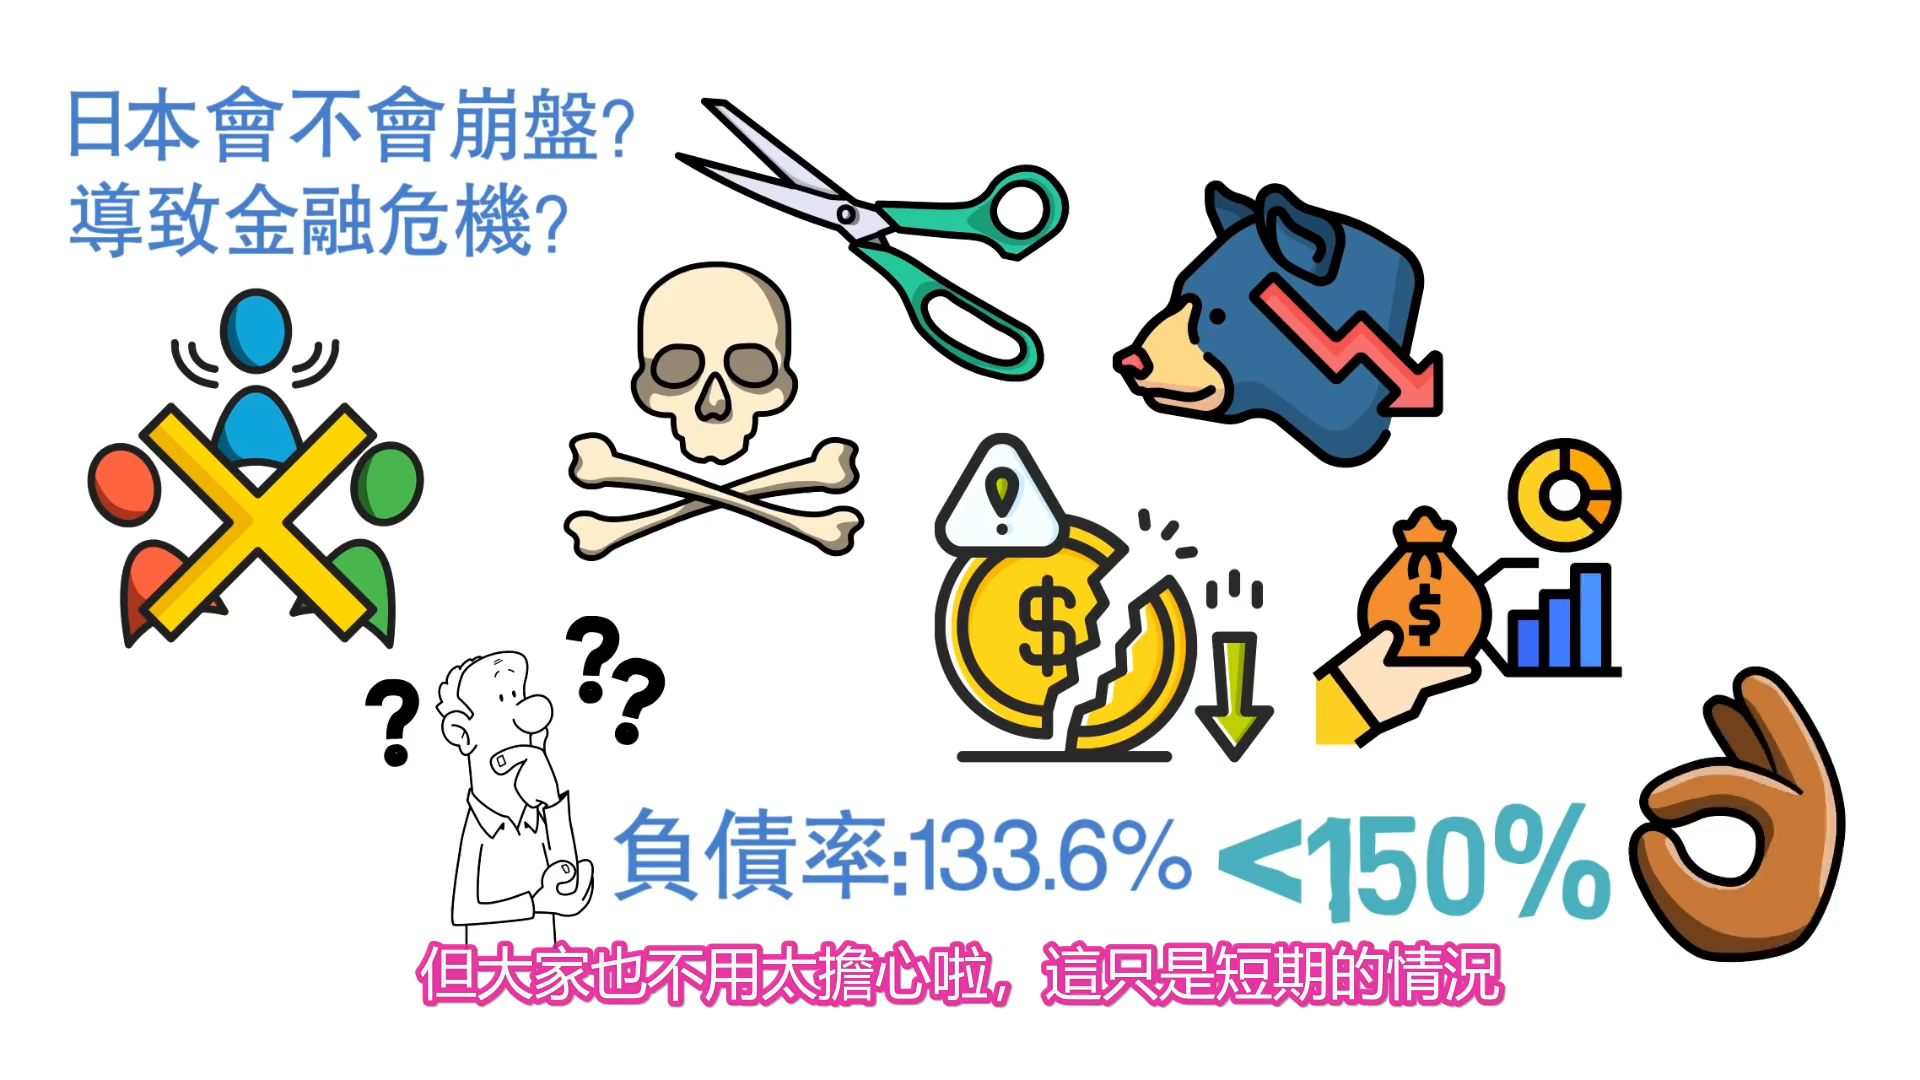 日本會不會崩盤?
導致金融危機?
? ? ?
$
$
負債率:133.6% <150%
但大家也不用太擔心啦，這只是短期的情況